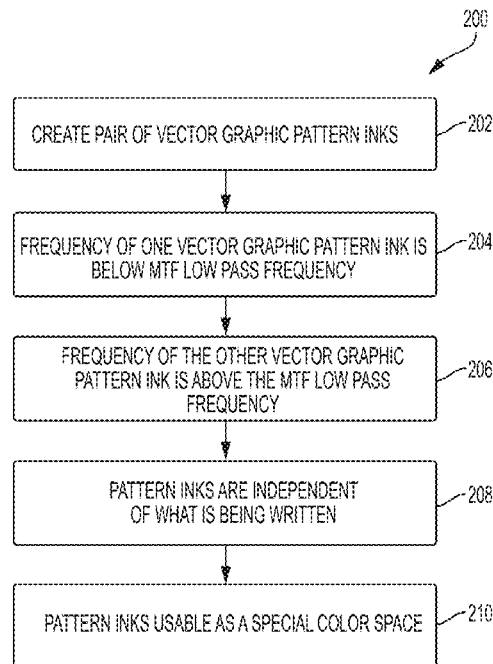 200
CREATE PAIR OF VECTOR GRAPHIC PATTERN INKS
202
FREQUENCY OF ONE VECTOR GRAPHIC PATTERN INK IS
BELOW MTF LOW PASS FREQUENCY
204
FREQUENCY OF THE OTHER VECTOR GRAPHIC
PATTERN INK IS ABOVE THE MTF LOW PASS
FREQUENCY
206
PATTERN INKS ARE INDEPENDENT
OF WHAT IS BEING WRITTEN
208
PATTERN INKS USABLE AS A SPECIAL COLOR SPACE
210